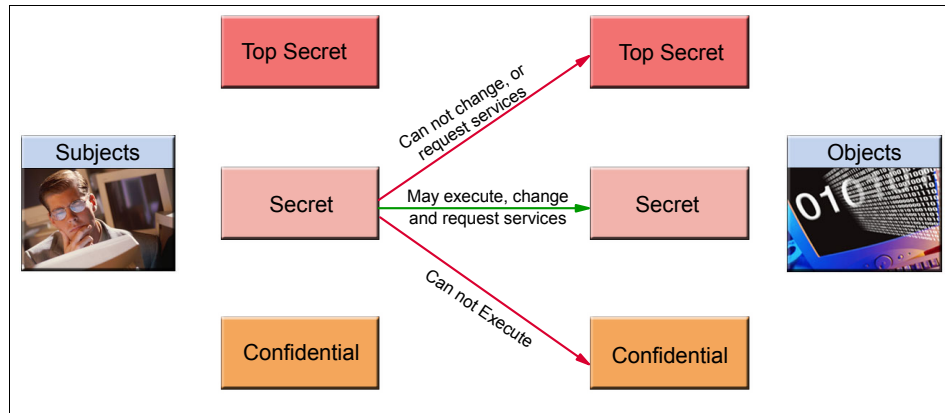 Top Secret
Top Secret
Can not change, or
request services
Subjects
Objects
Secret
May execute, change
and request services
Secret
Can not Execute
Confidential
Confidential